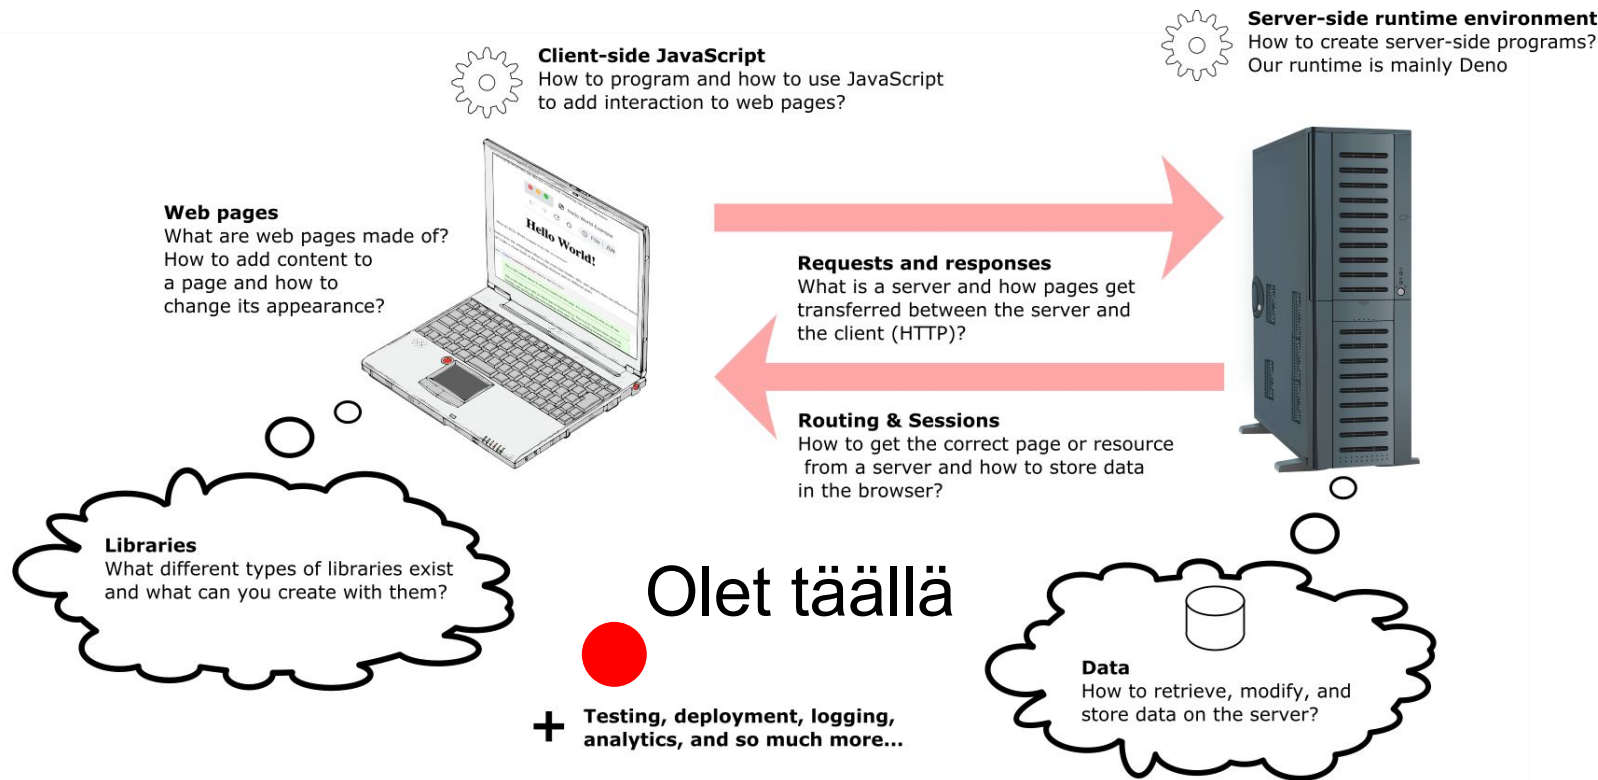 Server-side runtime environment
How to create server-side programs?
Our runtime is mainly Deno
Client-side JavaScript
How to program and how to use JavaScript
to add interaction to web pages?
Web pages
What are web pages made of?
How to add content to
a page and how to
change its appearance?
Hello World!
Requests and responses
What is a server and how pages get
transferred between the server and
the client (HTTP)?
Routing & Sessions
How to get the correct page or resource
from a server and how to store data
in the browser?
Libraries
What different types of libraries exist
and what can you create with them?
Olet täällä
Data
How to retrieve, modify, and
store data on the server?
+ Testing, deployment, logging,
analytics, and so much more...